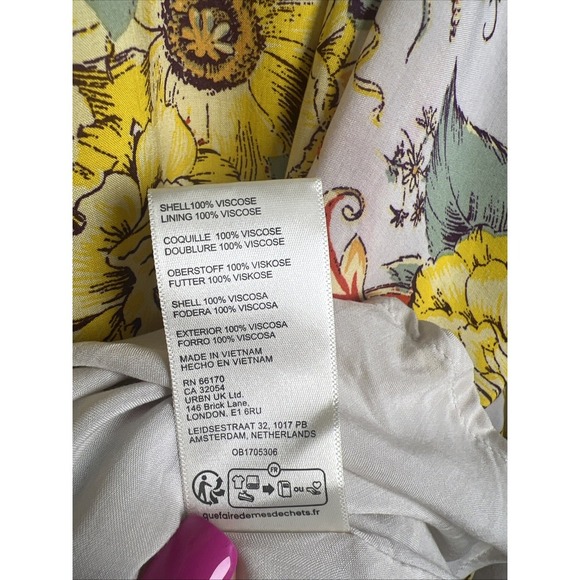 SHELL100% VISCOSE
LINING 100% VISCOSE
COQUILLE 100% VISCOSE
DOUBLURE 100% VISCOSE
OBERSTOFF 100% VISKOSE
FUTTER 100% VISKOSE
SHELL 100% VISCOSA
FODERA 100% VISCOSA
EXTERIOR 100% VISCOSA
FORRO 100% VISCOSA
MADE IN VIETNAM
HECHO EN VIETNAM
RN 66170
CA 32054
URBN UK Ltd
146 Brick Lane,
LONDON, E1 6RU
LEIDSESTRAAT 32, 1017 PB
AMSTERDAM, NETHERLANDS
OB1705306
FR
ou
quefairedemesdechets.fr